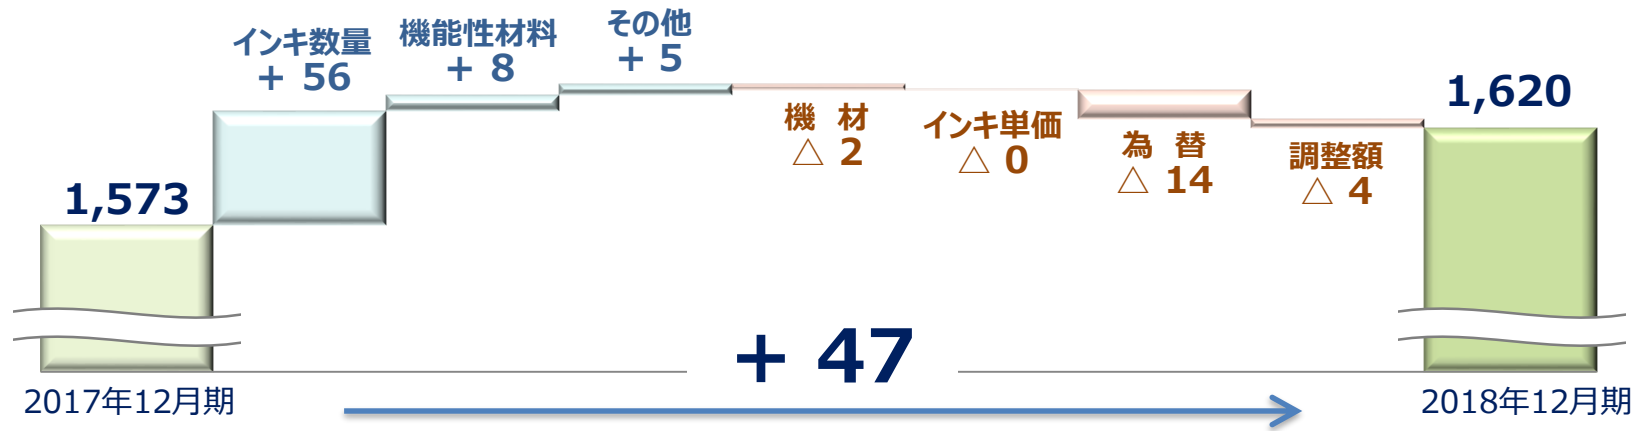 インキ数量
+ 56
機能性材料
+ 8
その他
+ 5
機 材
△ 2
インキ単価
△ 0
為 替
△ 14
調整額
△ 4
1,573
1,620
+ 47
2017年12月期
2018年12月期